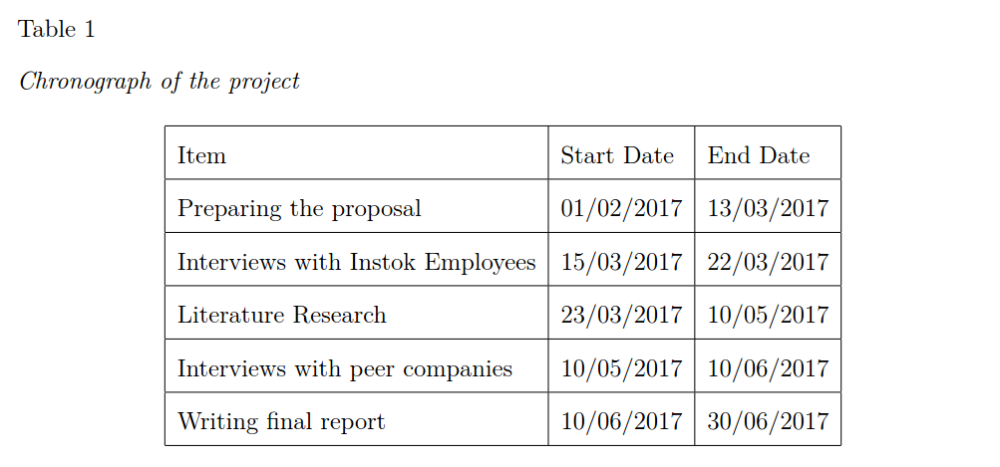 Table 1
Chronograph of the project
Item Start Date End Date
Preparing the proposal 01/02/2017 13/03/2017
Interviews with Instok Employees 15/03/2017 22/03/2017
Literature Research 23/03/2017 10/05/2017
Interviews with peer companies 10/05/2017 10/06/2017
Writing final report 10/06/2017 30/06/2017